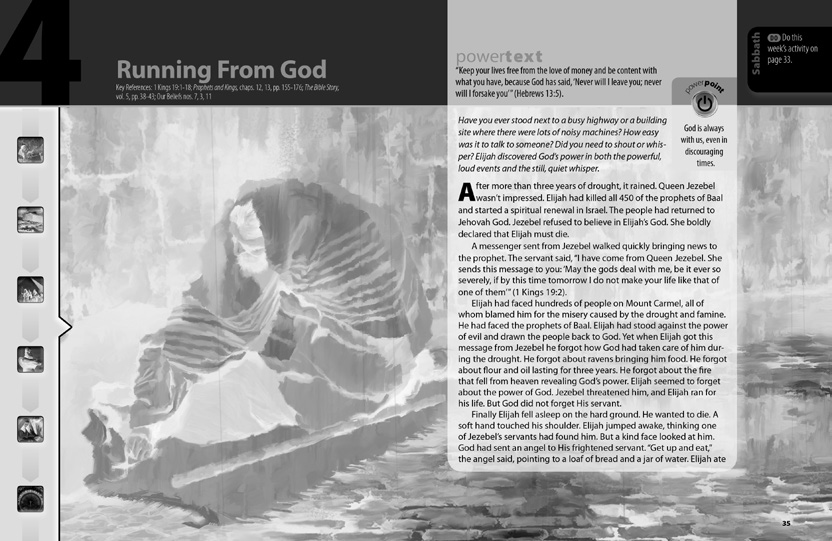 4
Running From God
Key References: 1 Kings 19:1-18; Prophets and Kings, chaps. 12, 13, pp. 155-176; The Bible Story,
vol. 5, pp. 38-43; Our Beliefs nos. 7, 3, 11
powertext
"Keep your lives free from the love of money and be content with
what you have, because God has said, 'Never will I leave you; never
will I forsake you'" (Hebrews 13:5).
Sabbath
DO Do this
week's activity on
page 33.
powerpoint
God is always
with us, even in
discouraging
times.
Have you ever stood next to a busy highway or a building
site where there were lots of noisy machines? How easy
was it to talk to someone? Did you need to shout or whis-
per? Elijah discovered God's power in both the powerful,
loud events and the still, quiet whisper.
After more than three years of drought, it rained. Queen Jezebel
wasn't impressed. Elijah had killed all 450 of the prophets of Baal
and started a spiritual renewal in Israel. The people had returned to
Jehovah God. Jezebel refused to believe in Elijah's God. She boldly
declared that Elijah must die.
A messenger sent from Jezebel walked quickly bringing news to
the prophet. The servant said, "I have come from Queen Jezebel. She
sends this message to you: 'May the gods deal with me, be it ever so
severely, if by this time tomorrow I do not make your life like that of
one of them'" (1 Kings 19:2).
Elijah had faced hundreds of people on Mount Carmel, all of
whom blamed him for the misery caused by the drought and famine.
He had faced the prophets of Baal. Elijah had stood against the power
of evil and drawn the people back to God. Yet when Elijah got this
message from Jezebel he forgot how God had taken care of him dur-
ing the drought. He forgot about ravens bringing him food. He forgot
about flour and oil lasting for three years. He forgot about the fire
that fell from heaven revealing God's power. Elijah seemed to forget
about the power of God. Jezebel threatened him, and Elijah ran for
his life. But God did not forget His servant.
Finally Elijah fell asleep on the hard ground. He wanted to die. A
soft hand touched his shoulder. Elijah jumped awake, thinking one
of Jezebel's servants had found him. But a kind face looked at him.
God had sent an angel to His frightened servant. "Get up and eat,"
the angel said, pointing to a loaf of bread and a jar of water. Elijah ate
35